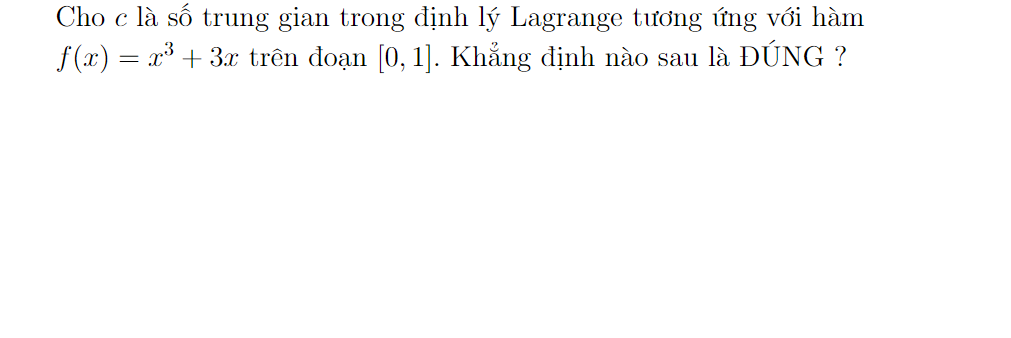 Cho c là số trung gian trong định lý Lagrange tương ứng với hàm
f(x) = x³ + 3x trên đoạn [0, 1]. Khẳng định nào sau là ĐÚNG ?